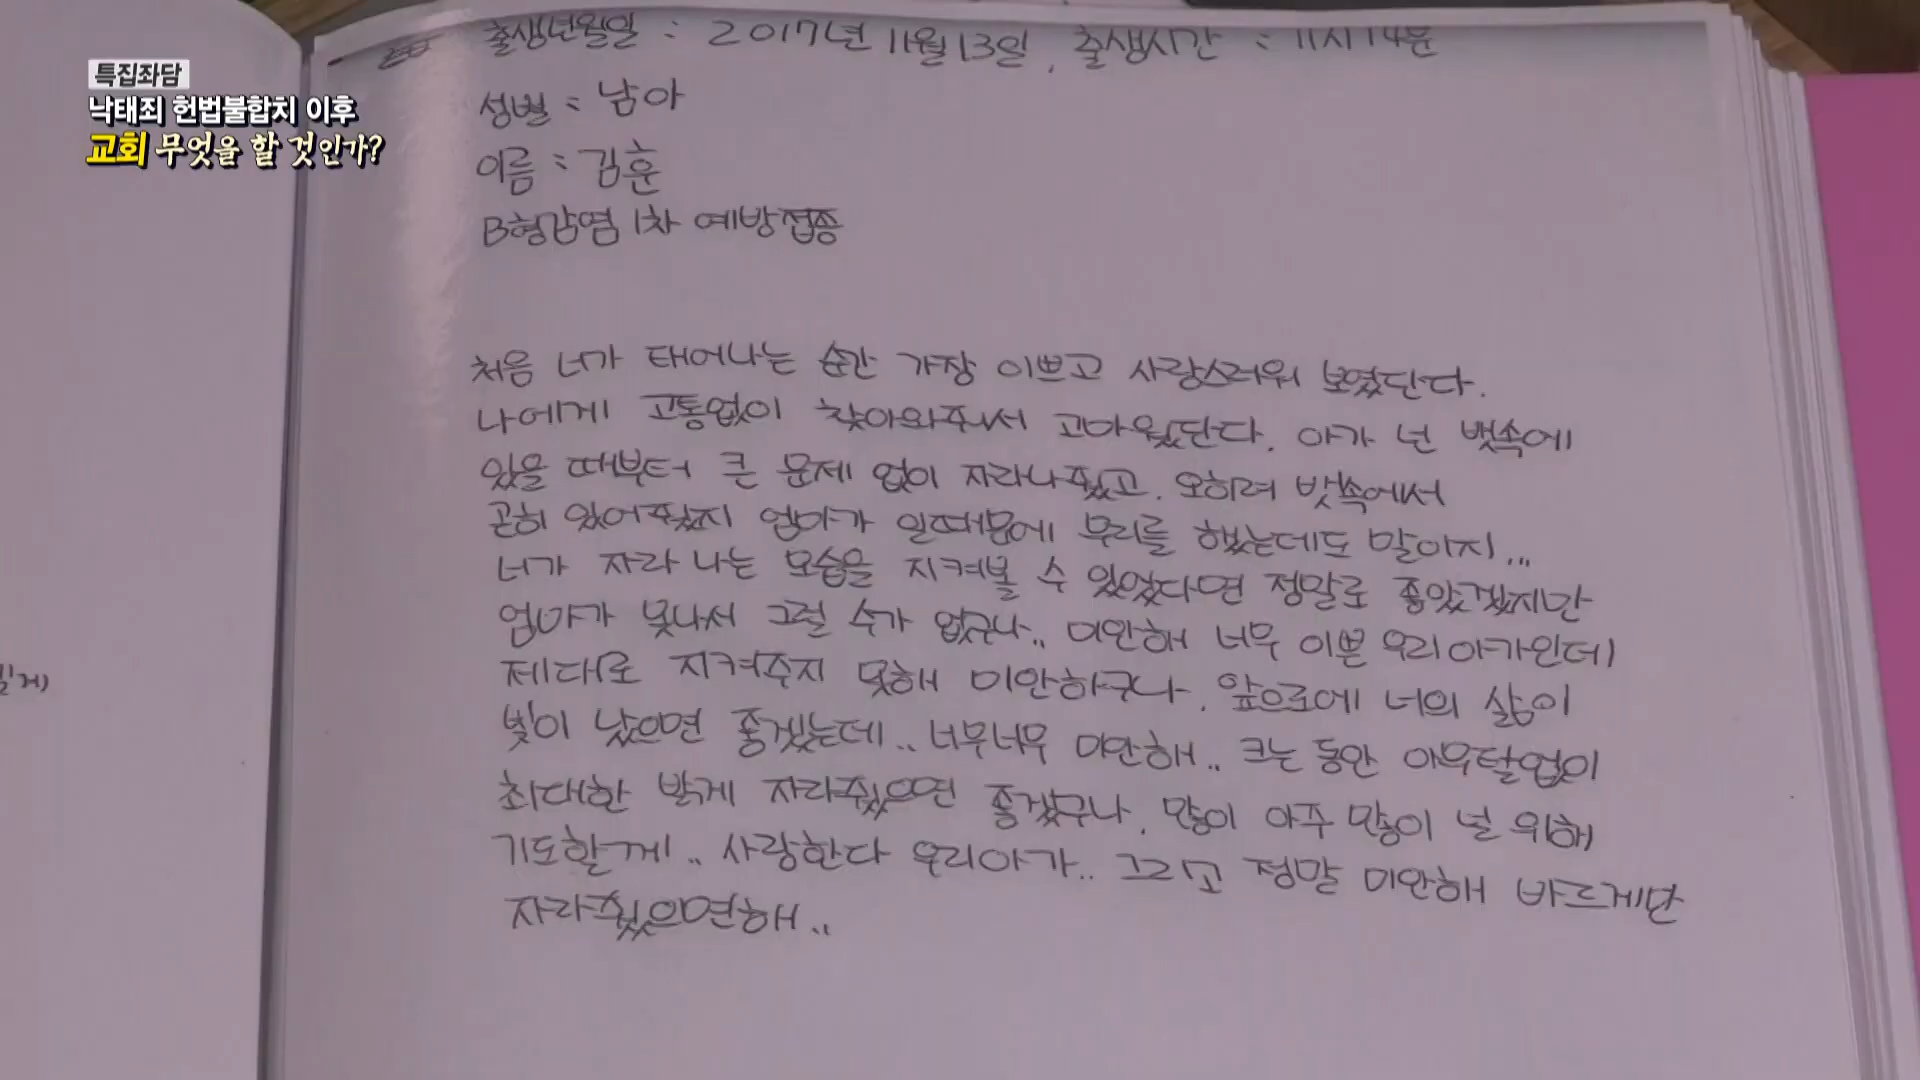 특집좌담
낙태죄 헌법불합치 이후
교회 무엇을 할 것인가?
출생년월일 : 2017년 11월 13일, 출생시간 : 11시 14분
성별 : 남아
이름 : 김훈
B형감염 1차 예방접종
처음 너가 태어나는 순간 가장 이쁘고 사랑스러워 보였단다.
나에게 고통없이 찾아와주서 고마웠단다. 아가 넌 뱃속에
있을 때부터 큰 문제 없이 자라나줬고. 오히려 뱃속에서
곧히 있어줬지 엄마가 일때문에 무리를 했는데도 말이지...
너가 자라나는 모습을 지켜볼 수 있었다면 정말로 좋았겠지만
엄마가 못나서 그럴 수가 없구나.. 미안해 너무 이쁜 우리아가인데
제대로 지켜주지 못해 미안하구나. 앞으로에 너의 삶이
빛이 났으면 좋겠는데.. 너무너무 미안해.. 크는 동안 아무탈없이
최대한 밝게 자라줬으면 좋겠구나. 많이 아주 많이 널 위해
기도할께.. 사랑한다 우리아가.. 그리고 정말 미안해 바르게만
자라줬으면해..